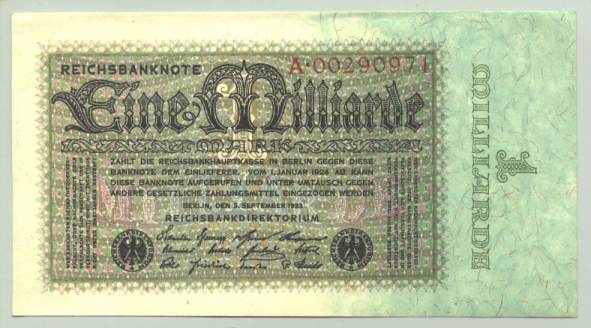 REICHSBANKNOTE
A·00290971
Eine Milliarde
MARK
ZAHLT DIE REICHSBANKHAUPTKASSE IN BERLIN GEGEN DIESE
BANKNOTE DEM EINLIEFERER. VOM 1. JANUAR 1924 AB KANN
DIESE BANKNOTE AUFGERUFEN UND UNTER UMTAUSCH GEGEN
ANDERE GESETZLICHE ZAHLUNGSMITTEL EINGEZOGEN WERDEN
BERLIN, DEN 5. SEPTEMBER 1923
REICHSBANKDIREKTORIUM
1 MILLIARDE